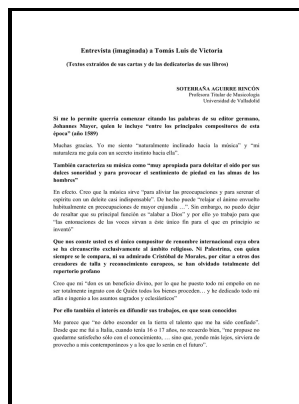 Entrevista (imaginada) a Tomás Luis de Victoria
(Textos extraídos de sus cartas y de las dedicatorias de sus libros)
SOTERRAÑA AGUIRRE RINCÓN
Profesora Titular de Musicología
Universidad de Valladolid
Si me lo permite querría comenzar citando las palabras de su editor germano,
Johannes Mayer, quien le incluye "entre los principales compositores de esta
época" (año 1589)
Muchas gracias. Yo me siento "naturalmente inclinado hacia la música" y "mi
naturaleza me guía con un secreto instinto hacia ella".
También caracteriza su música como "muy apropiada para deleitar el oído por sus
dulces sonoridad y para provocar el sentimiento de piedad en las almas de los
hombres"
En efecto. Creo que la música sirve "para aliviar las preocupaciones y para serenar el
espíritu con un deleite casi indispensable". De hecho puede "relajar el ánimo envuelto
habitualmente en preocupaciones de mayor enjundia …". Sin embargo, no puedo dejar
de resaltar que su principal función es "alabar a Dios" y por ello yo trabajo para que
"las entonaciones de las voces sirvan a éste único fin para el que en principio se
inventó"
Que nos conste usted es el único compositor de renombre internacional cuya obra
se ha circunscrito exclusivamente al ámbito religioso. Ni Palestrina, con quien
siempre se le compara, ni su admirado Cristóbal de Morales, por citar a otros dos
creadores de talla y reconocimiento europeos, se han olvidado totalmente del
repertorio profano
Creo que mi "don es un beneficio divino, por lo que he puesto todo mi empeño en no
ser totalmente ingrato con de Quién todos los bienes proceden… y he dedicado todo mi
afán e ingenio a los asuntos sagrados y eclesiásticos"
Por ello también el interés en difundir sus trabajos, en que sean conocidos
Me parece que "no debo esconder en la tierra el talento que me ha sido confiado".
Desde que me fui a Italia, cuando tenía 16 o 17 años, no recuerdo bien, "me propuse no
quedarme satisfecho sólo con el conocimiento, … sino que, yendo más lejos, sirviera de
provecho a mis contemporáneos y a los que lo serán en el futuro".